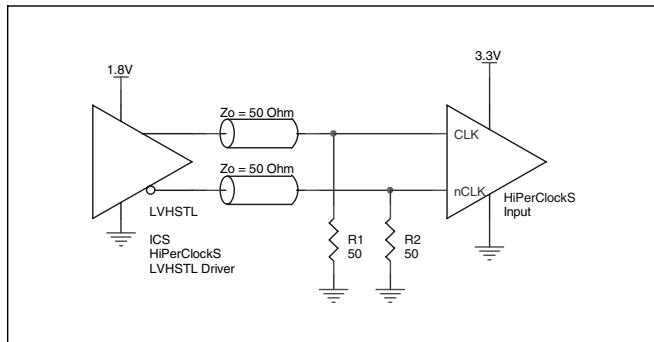 1.8V
3.3V
Zo = 50 Ohm
CLK
Zo = 50 Ohm
nCLK
HiPerClockS
Input
LVHSTL
ICS
HiPerClockS
LVHSTL Driver
R1
50
R2
50